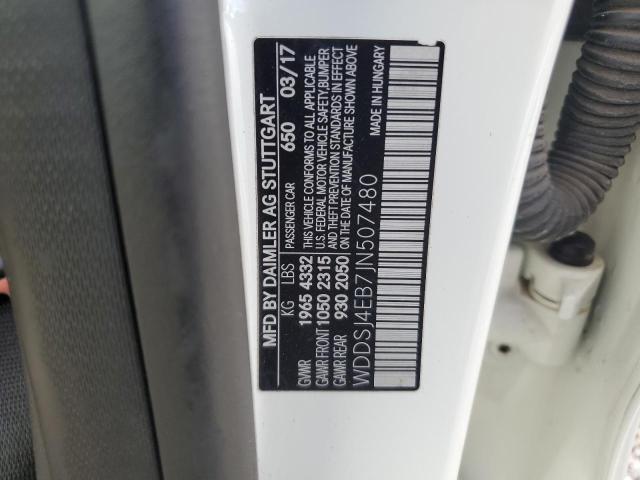 MFD BY DAIMLER AG STUTTGART
KG LBS PASSENGER CAR 650 03/17
GVWR 1965 4332 THIS VEHICLE CONFORMS TO ALL APPLICABLE
GAWR FRONT 1050 2315 U.S. FEDERAL MOTOR VEHICLE SAFETY, BUMPER
AND THEFT PREVENTION STANDARDS IN EFFECT
GAWR REAR 930 2050 ON THE DATE OF MANUFACTURE SHOWN ABOVE
WDDSJ4EB7JN507480 MADE IN HUNGARY